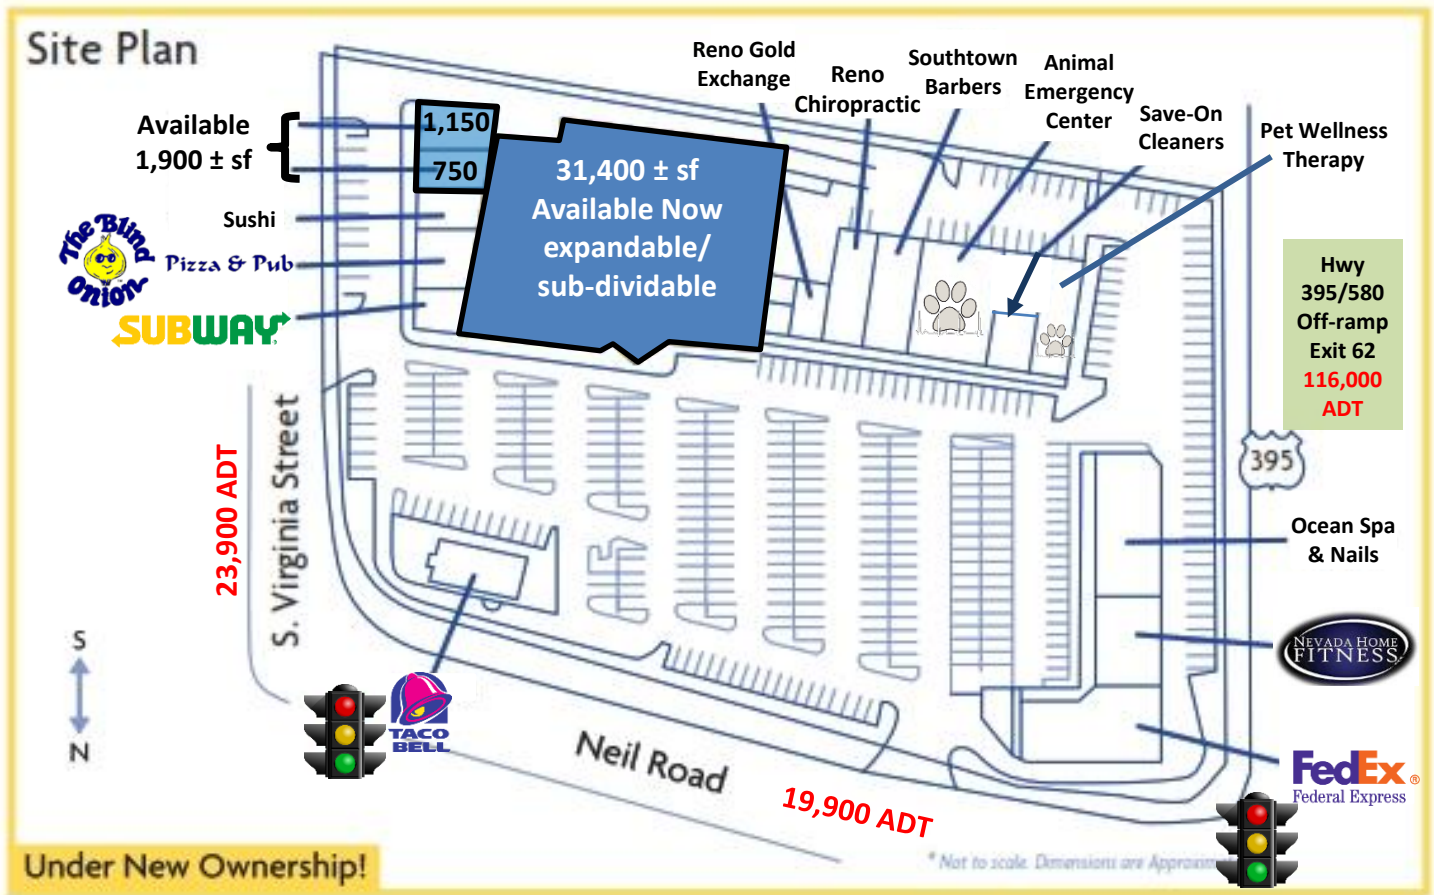 Site Plan
Reno Gold
Exchange
Reno
Chiropractic
Southtown
Barbers
Animal
Emergency
Center
Save-On
Cleaners
Pet Wellness
Therapy
Available
1,900 ± sf
1,150
750
31,400 ± sf
Available Now
expandable/
sub-dividable
Sushi
The Blind
Onion
Pizza & Pub
SUBWAY
Hwy
395/580
Off-ramp
Exit 62
116,000
ADT
395
23,900 ADT
S. Virginia Street
Ocean Spa
& Nails
NEVADA HOME
FITNESS
S
N
TACO
BELL
Neil Road
19,900 ADT
FedEx ®
Federal Express
* Not to scale. Dimensions are
Under New Ownership!